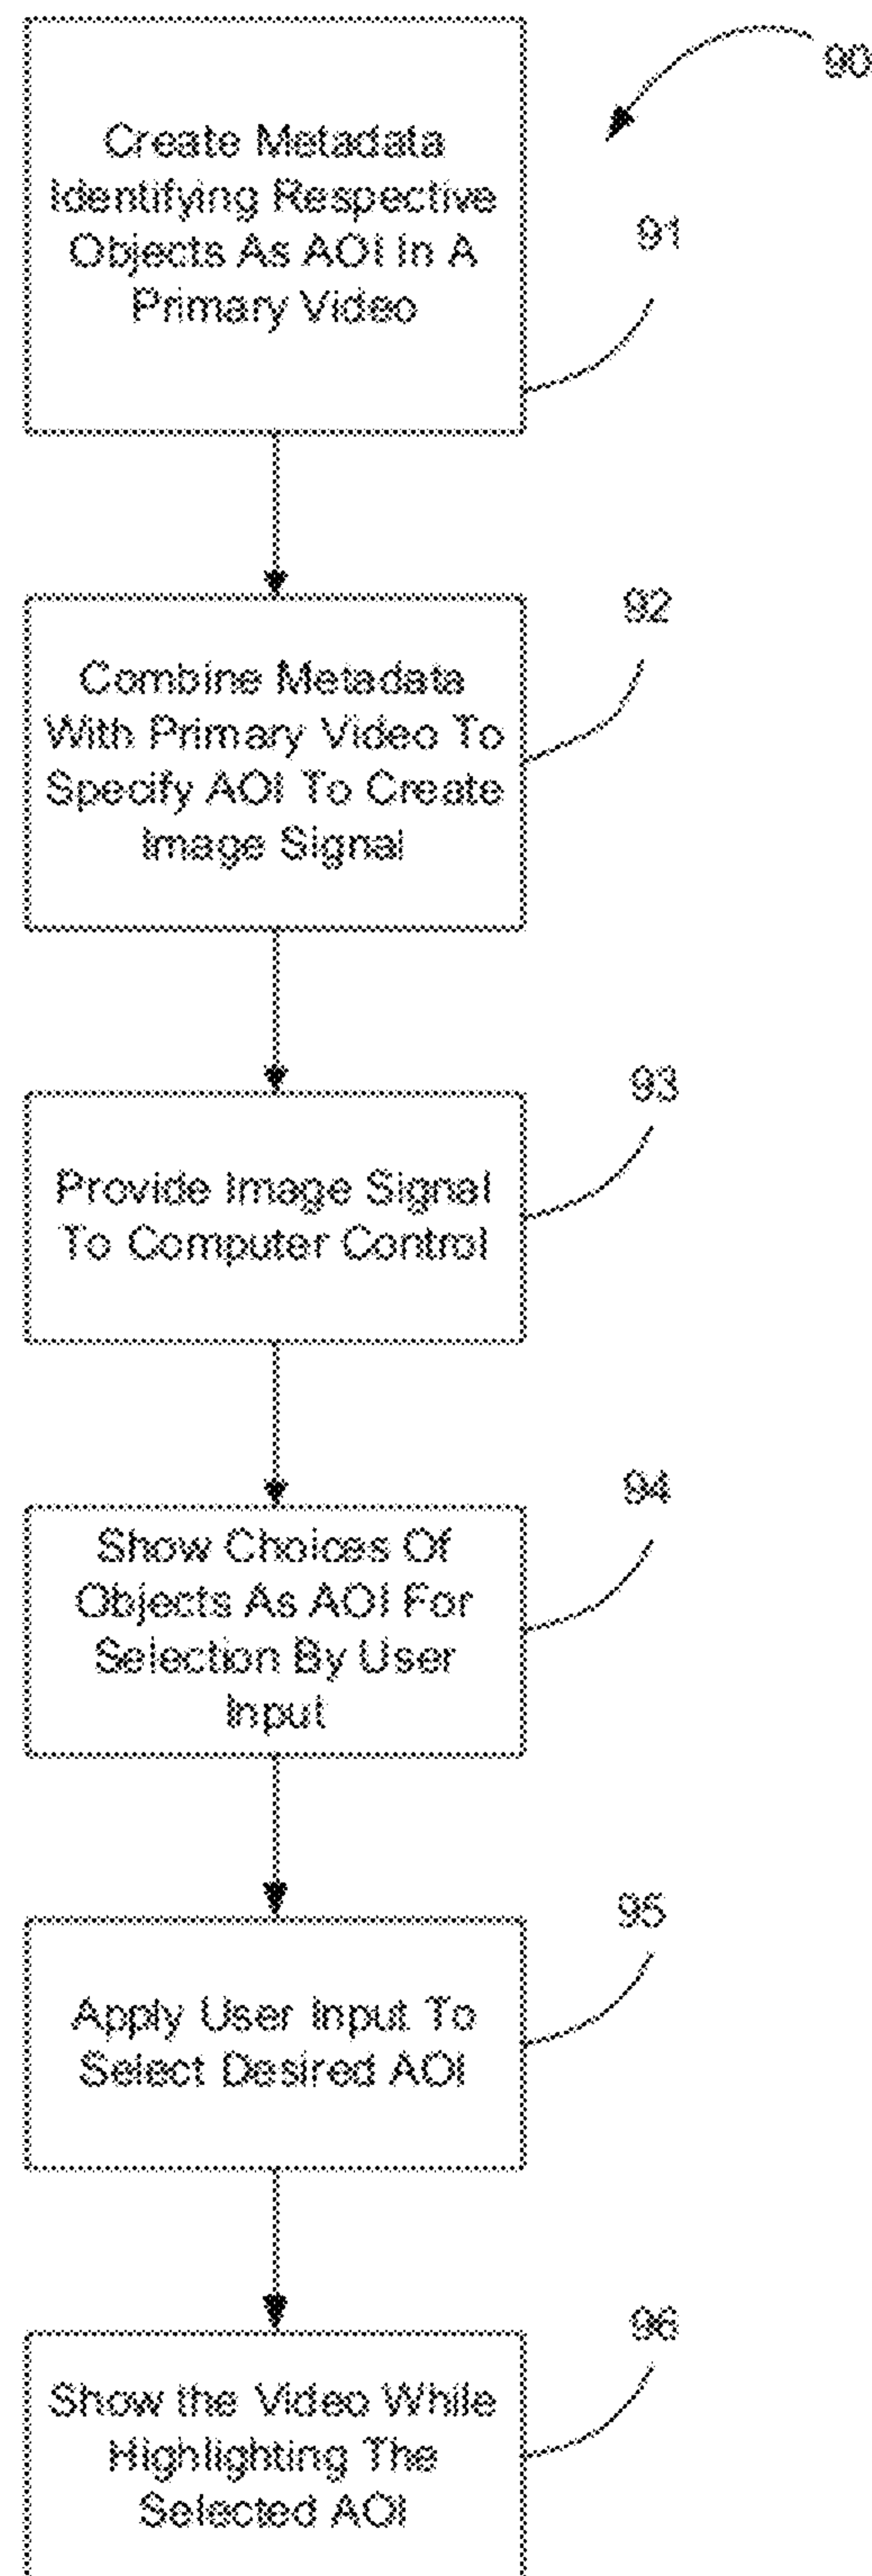 90
Create Metadata
Identifying Respective
Objects As AOI In A
Primary Video
91
92
Combine Metadata
With Primary Video To
Specify AOI To Create
Image Signal
93
Provide Image Signal
To Computer Control
94
Show Choices Of
Objects As AOI For
Selection By User
Input
95
Apply User Input To
Select Desired AOI
96
Show the Video While
Highlighting The
Selected AOI